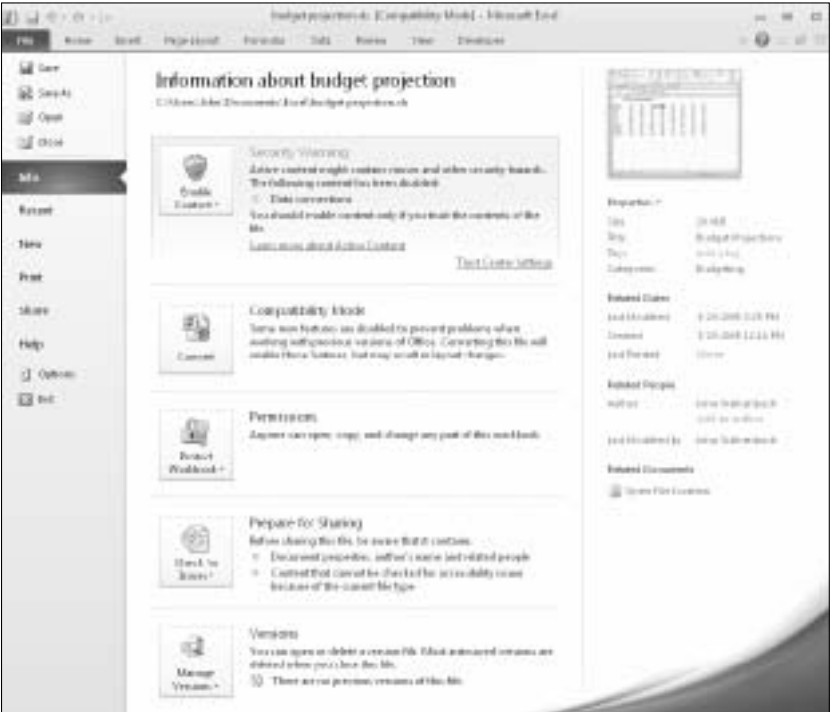 budget projection.xls [Compatibility Mode] - Microsoft Excel
File Home Insert Page Layout Formulas Data Review View Developer
Save
Save As
Open
Close
Info
Recent
New
Print
Share
Help
Options
Exit
Information about budget projection
Security Warning
Active content might contain viruses and other security hazards.
The following content has been disabled:
Data connections
You should enable content only if you trust the contents of the
file.
Learn more about Active Content
Trust Center Settings
Enable
Content
Compatibility Mode
Some new features are disabled to prevent problems when
working with previous versions of Office. Converting this file will
enable these features, but may result in layout changes.
Convert
Permissions
Anyone can open, copy, and change any part of this workbook.
Protect
Workbook
Prepare for Sharing
Before sharing this file, be aware that it contains:
Document properties, author's name and related people
Content that cannot be checked for accessibility issues
because of the current file type
Check for
Issues
Versions
You can open or delete a version file. Most autosaved versions are
deleted when you close this file.
There are no previous versions of this file.
Manage
Versions
Properties
Size
Title Budget Projections
Tags
Categories Budgeting
Related Dates
Last Modified
Created
Last Printed
Related People
Author
Last Modified By
Related Documents
Open File Location